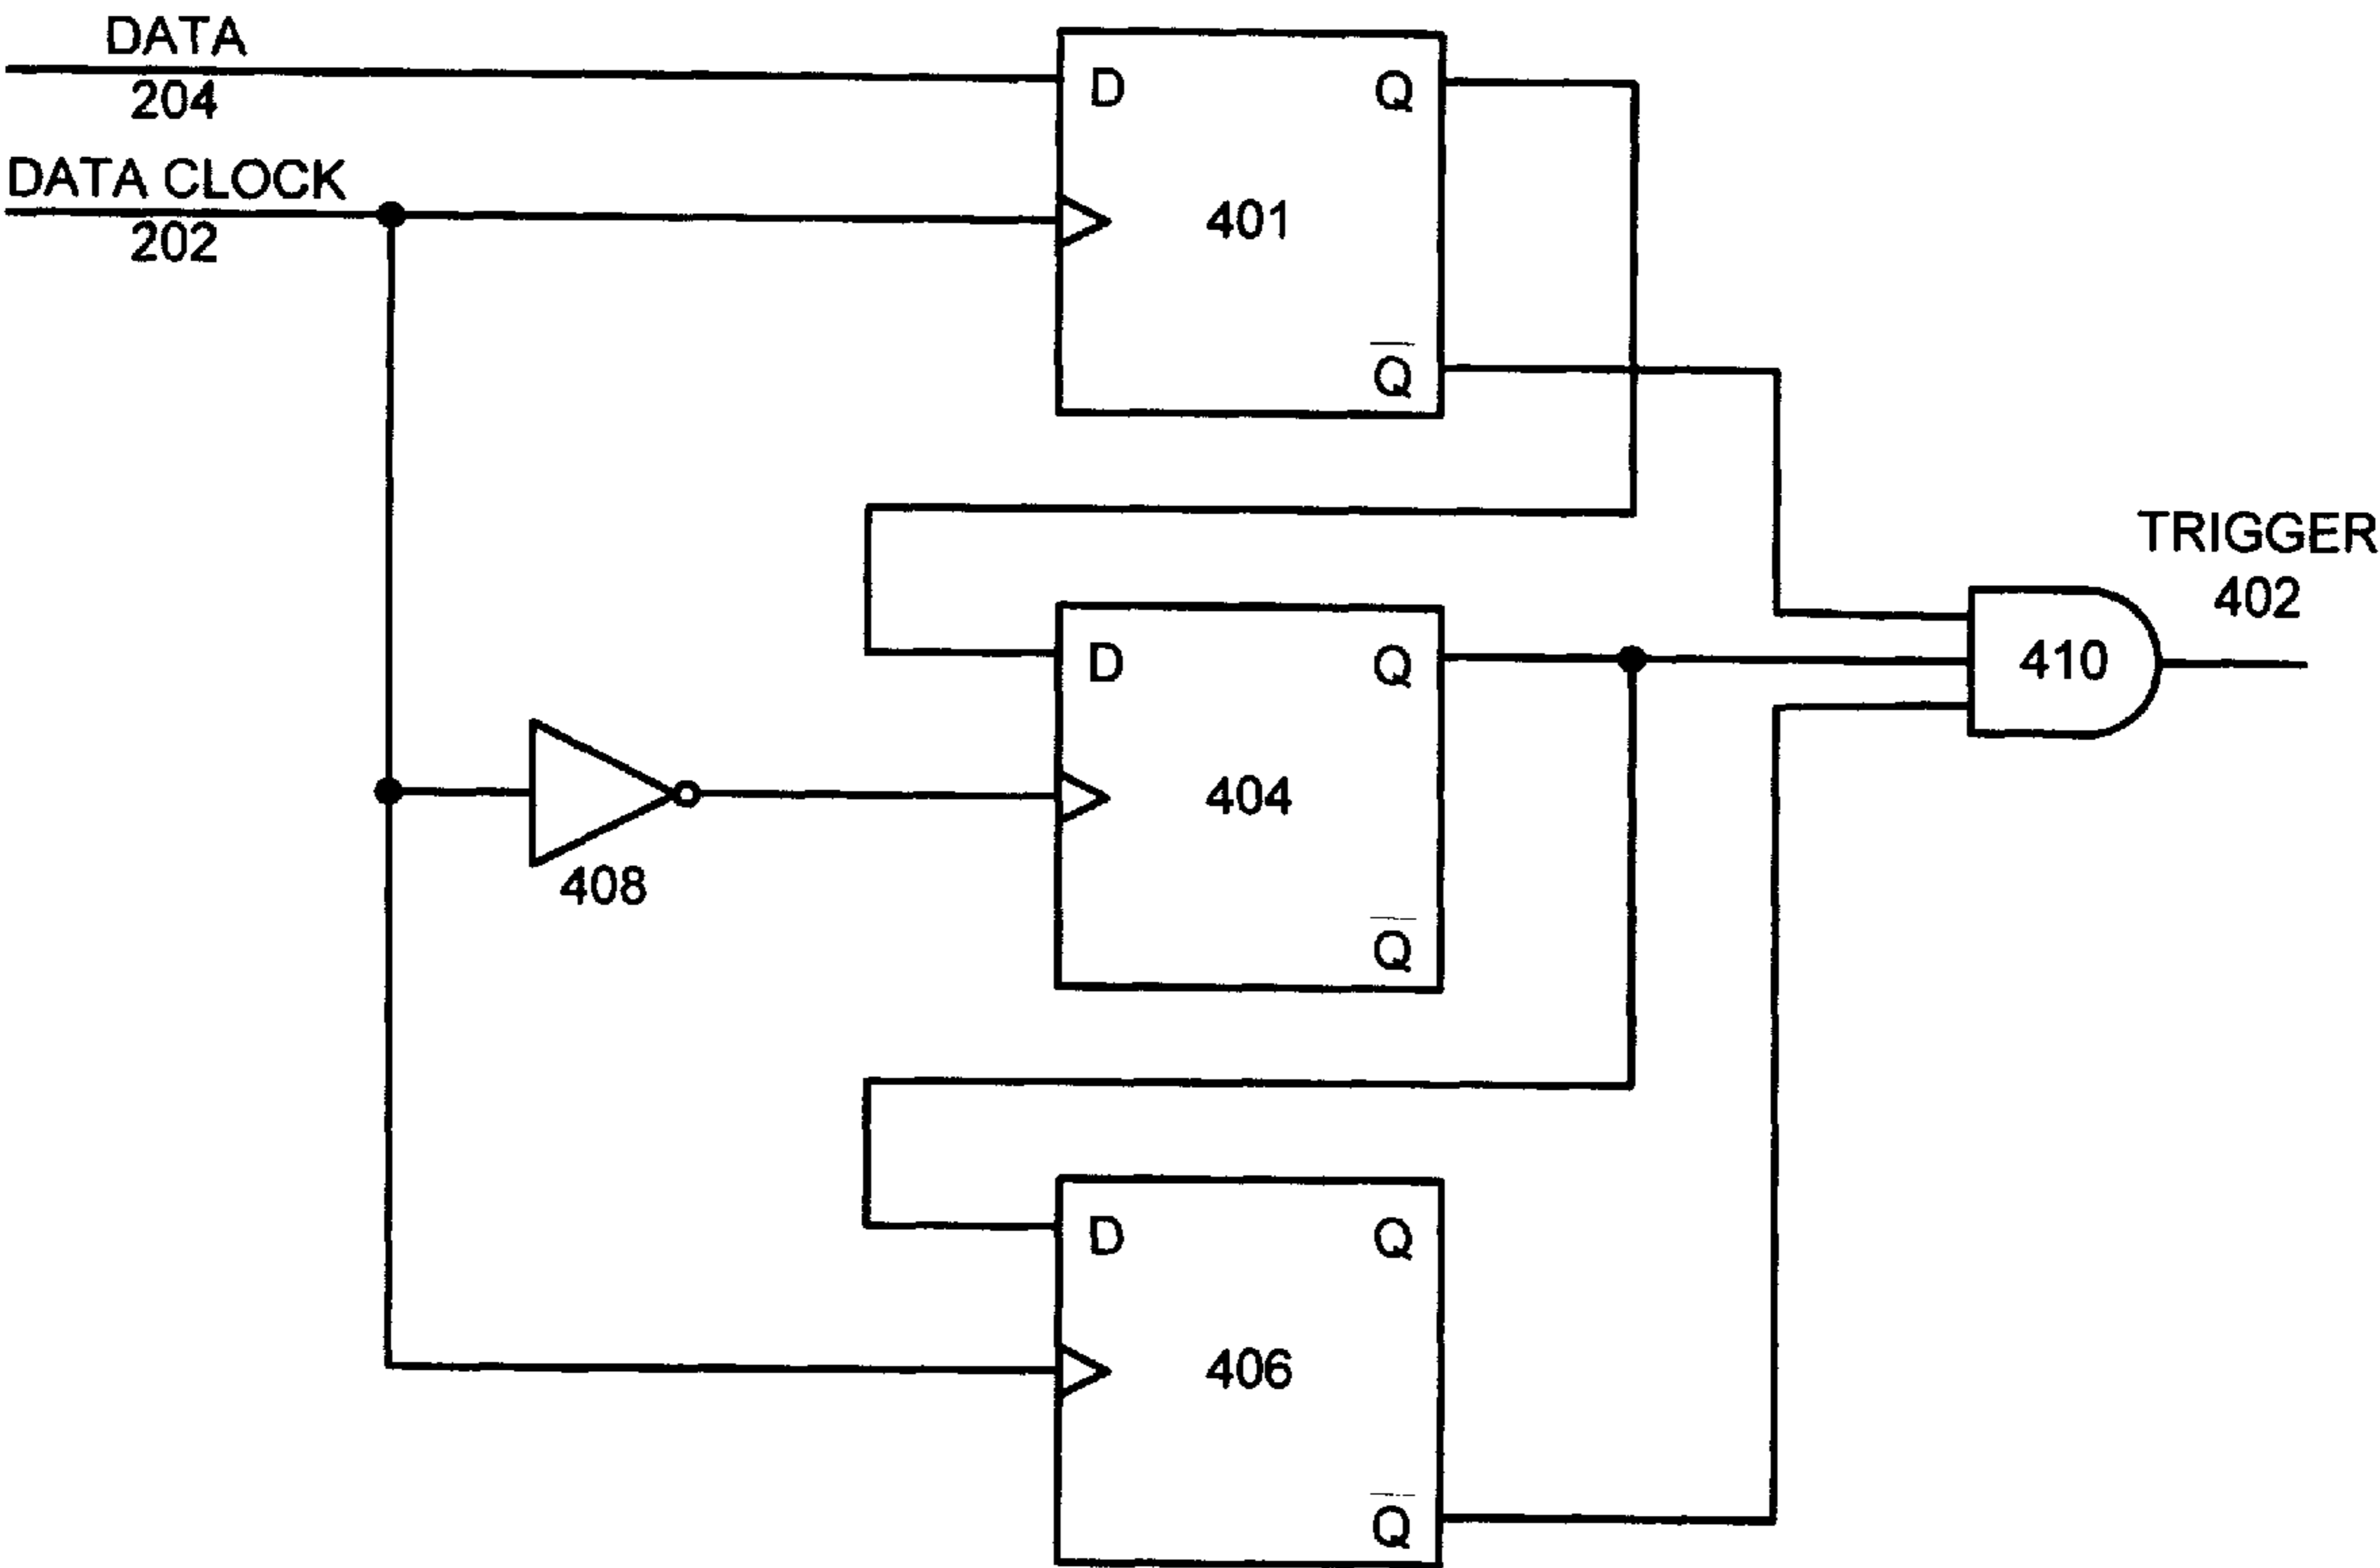 DATA
204
DATA CLOCK
202
D Q
401
Q̅
TRIGGER
402
D Q
410
404
408
Q̅
D Q
406
Q̅